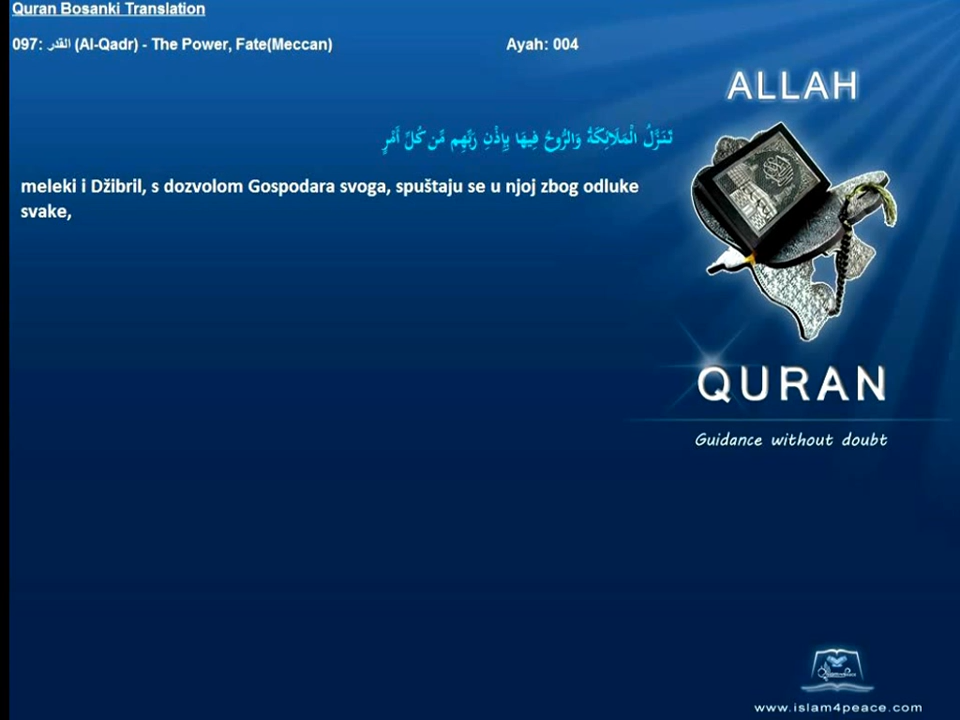 Quran Bosanki Translation
097: القدر (Al-Qadr) - The Power, Fate(Meccan) Ayah: 004
ALLAH
تَنَزَّلُ الْمَلَائِكَةُ وَالرُّوحُ فِيهَا بِإِذْنِ رَبِّهِم مِّن كُلِّ أَمْرٍ
meleki i Džibril, s dozvolom Gospodara svoga, spuštaju se u njoj zbog odluke
svake,
QURAN
Guidance without doubt
www.islam4peace.com